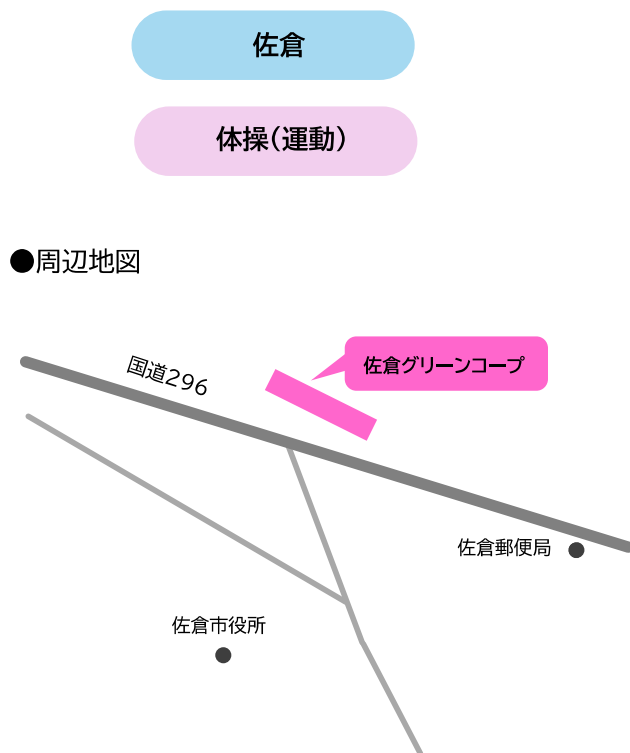 佐倉
体操（運動）
●周辺地図
国道296
佐倉グリーンコープ
佐倉郵便局
佐倉市役所